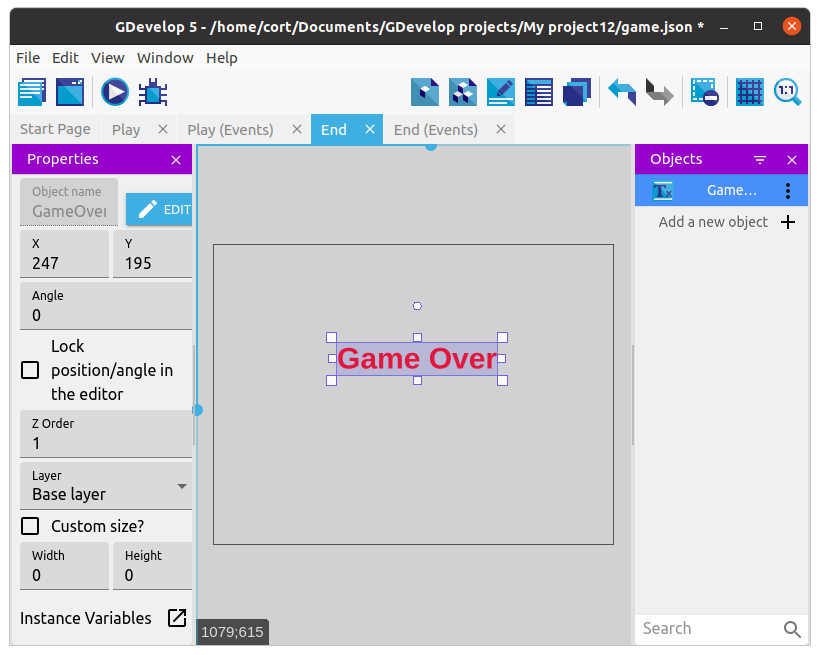 GDevelop 5 - /home/cort/Documents/GDevelop projects/My project12/game.json *
File Edit View Window Help
1:1
Start Page Play Play (Events) End End (Events)
Properties
Object name
GameOver
EDIT
X
247
Y
195
Angle
0
Lock
position/angle in
the editor
Z Order
1
Layer
Base layer
Custom size?
Width
0
Height
0
Instance Variables
Game Over
1079;615
Objects
Tx
Game...
Add a new object
Search